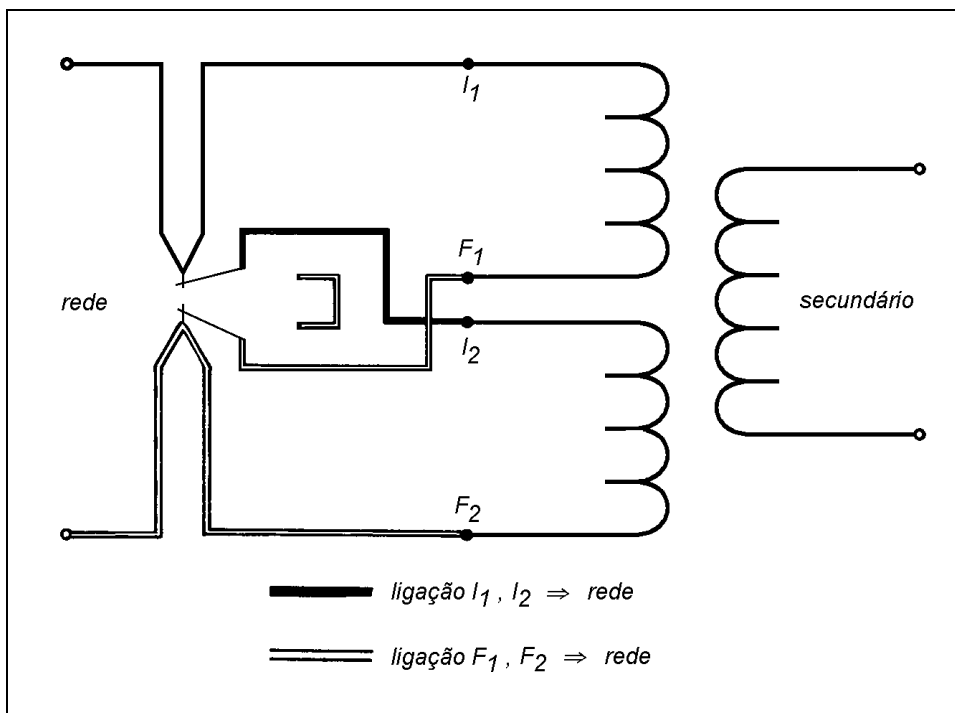 I1
F1
rede
secundário
I2
F2
ligação I1 , I2 ⇒ rede
ligação F1 , F2 ⇒ rede